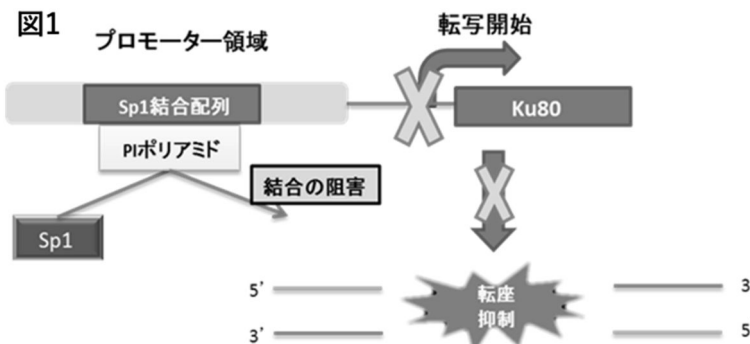 図1
プロモーター領域
転写開始
Sp1結合配列
Ku80
PIポリアミド
結合の阻害
Sp1
5’
3’
転座
抑制
3
5